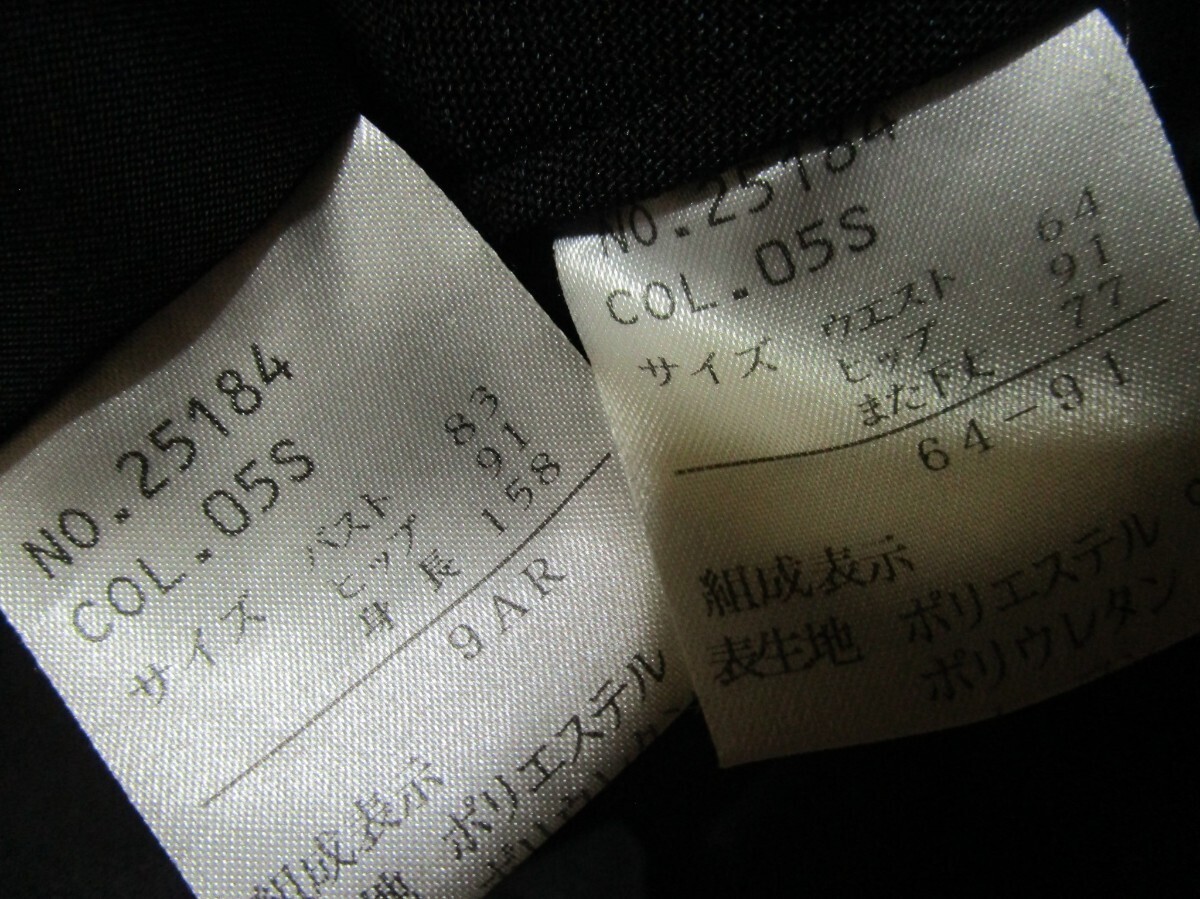 NO.25184
COL.05S
サイズ バスト 83
ヒップ 91
身長 158
9AR
組成表示
地 ポリエステル
NO.25184
COL.05S
サイズ ウエスト 64
ヒップ 91
また下丈 77
64-91
組成表示
表生地 ポリエステル
ポリウレタン